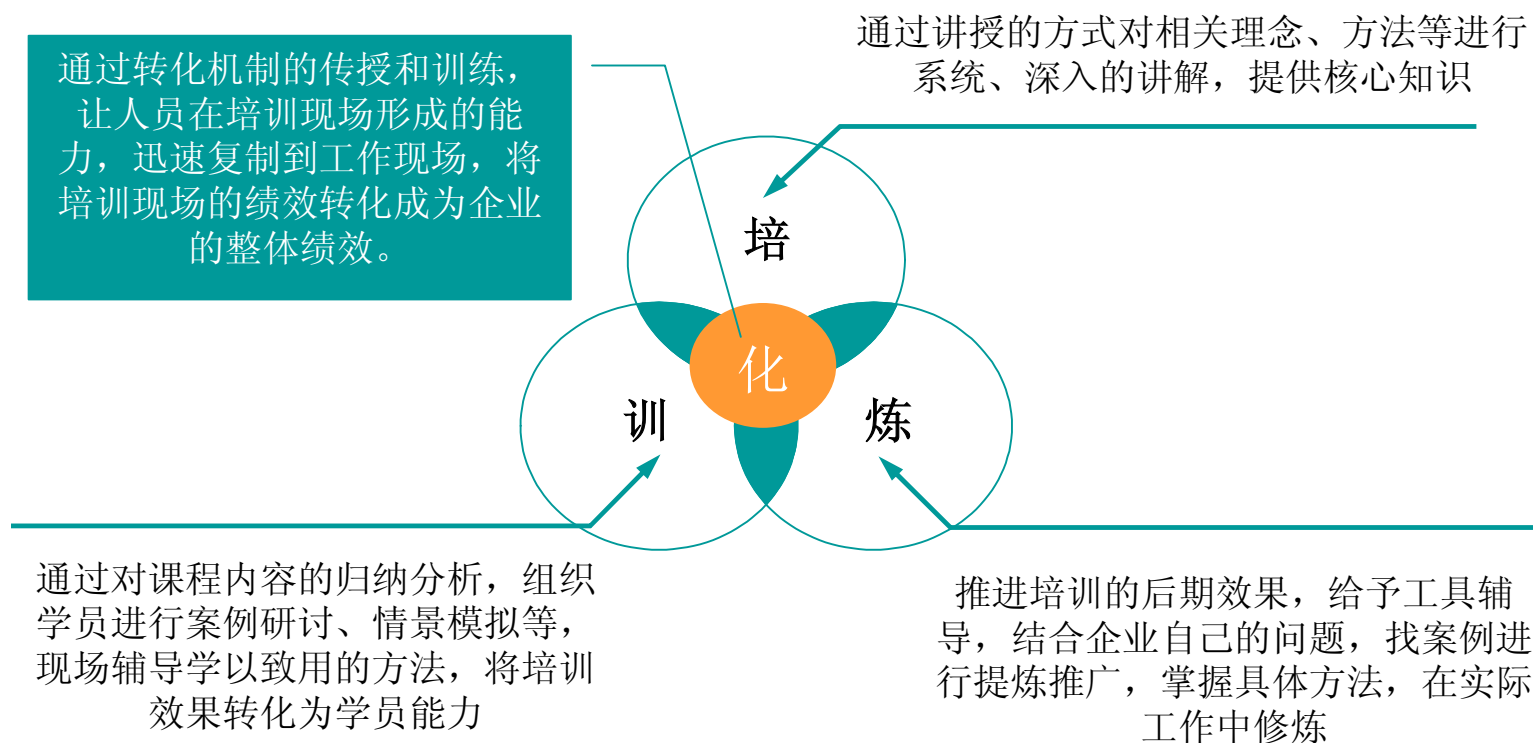 通过转化机制的传授和训练，
让人员在培训现场形成的能
力，迅速复制到工作现场，将
培训现场的绩效转化成为企业
的整体绩效。
通过讲授的方式对相关理念、方法等进行
系统、深入的讲解，提供核心知识
培
化
训
炼
通过对课程内容的归纳分析，组织
学员进行案例研讨、情景模拟等，
现场辅导学以致用的方法，将培训
效果转化为学员能力
推进培训的后期效果，给予工具辅
导，结合企业自己的问题，找案例进
行提炼推广，掌握具体方法，在实际
工作中修炼